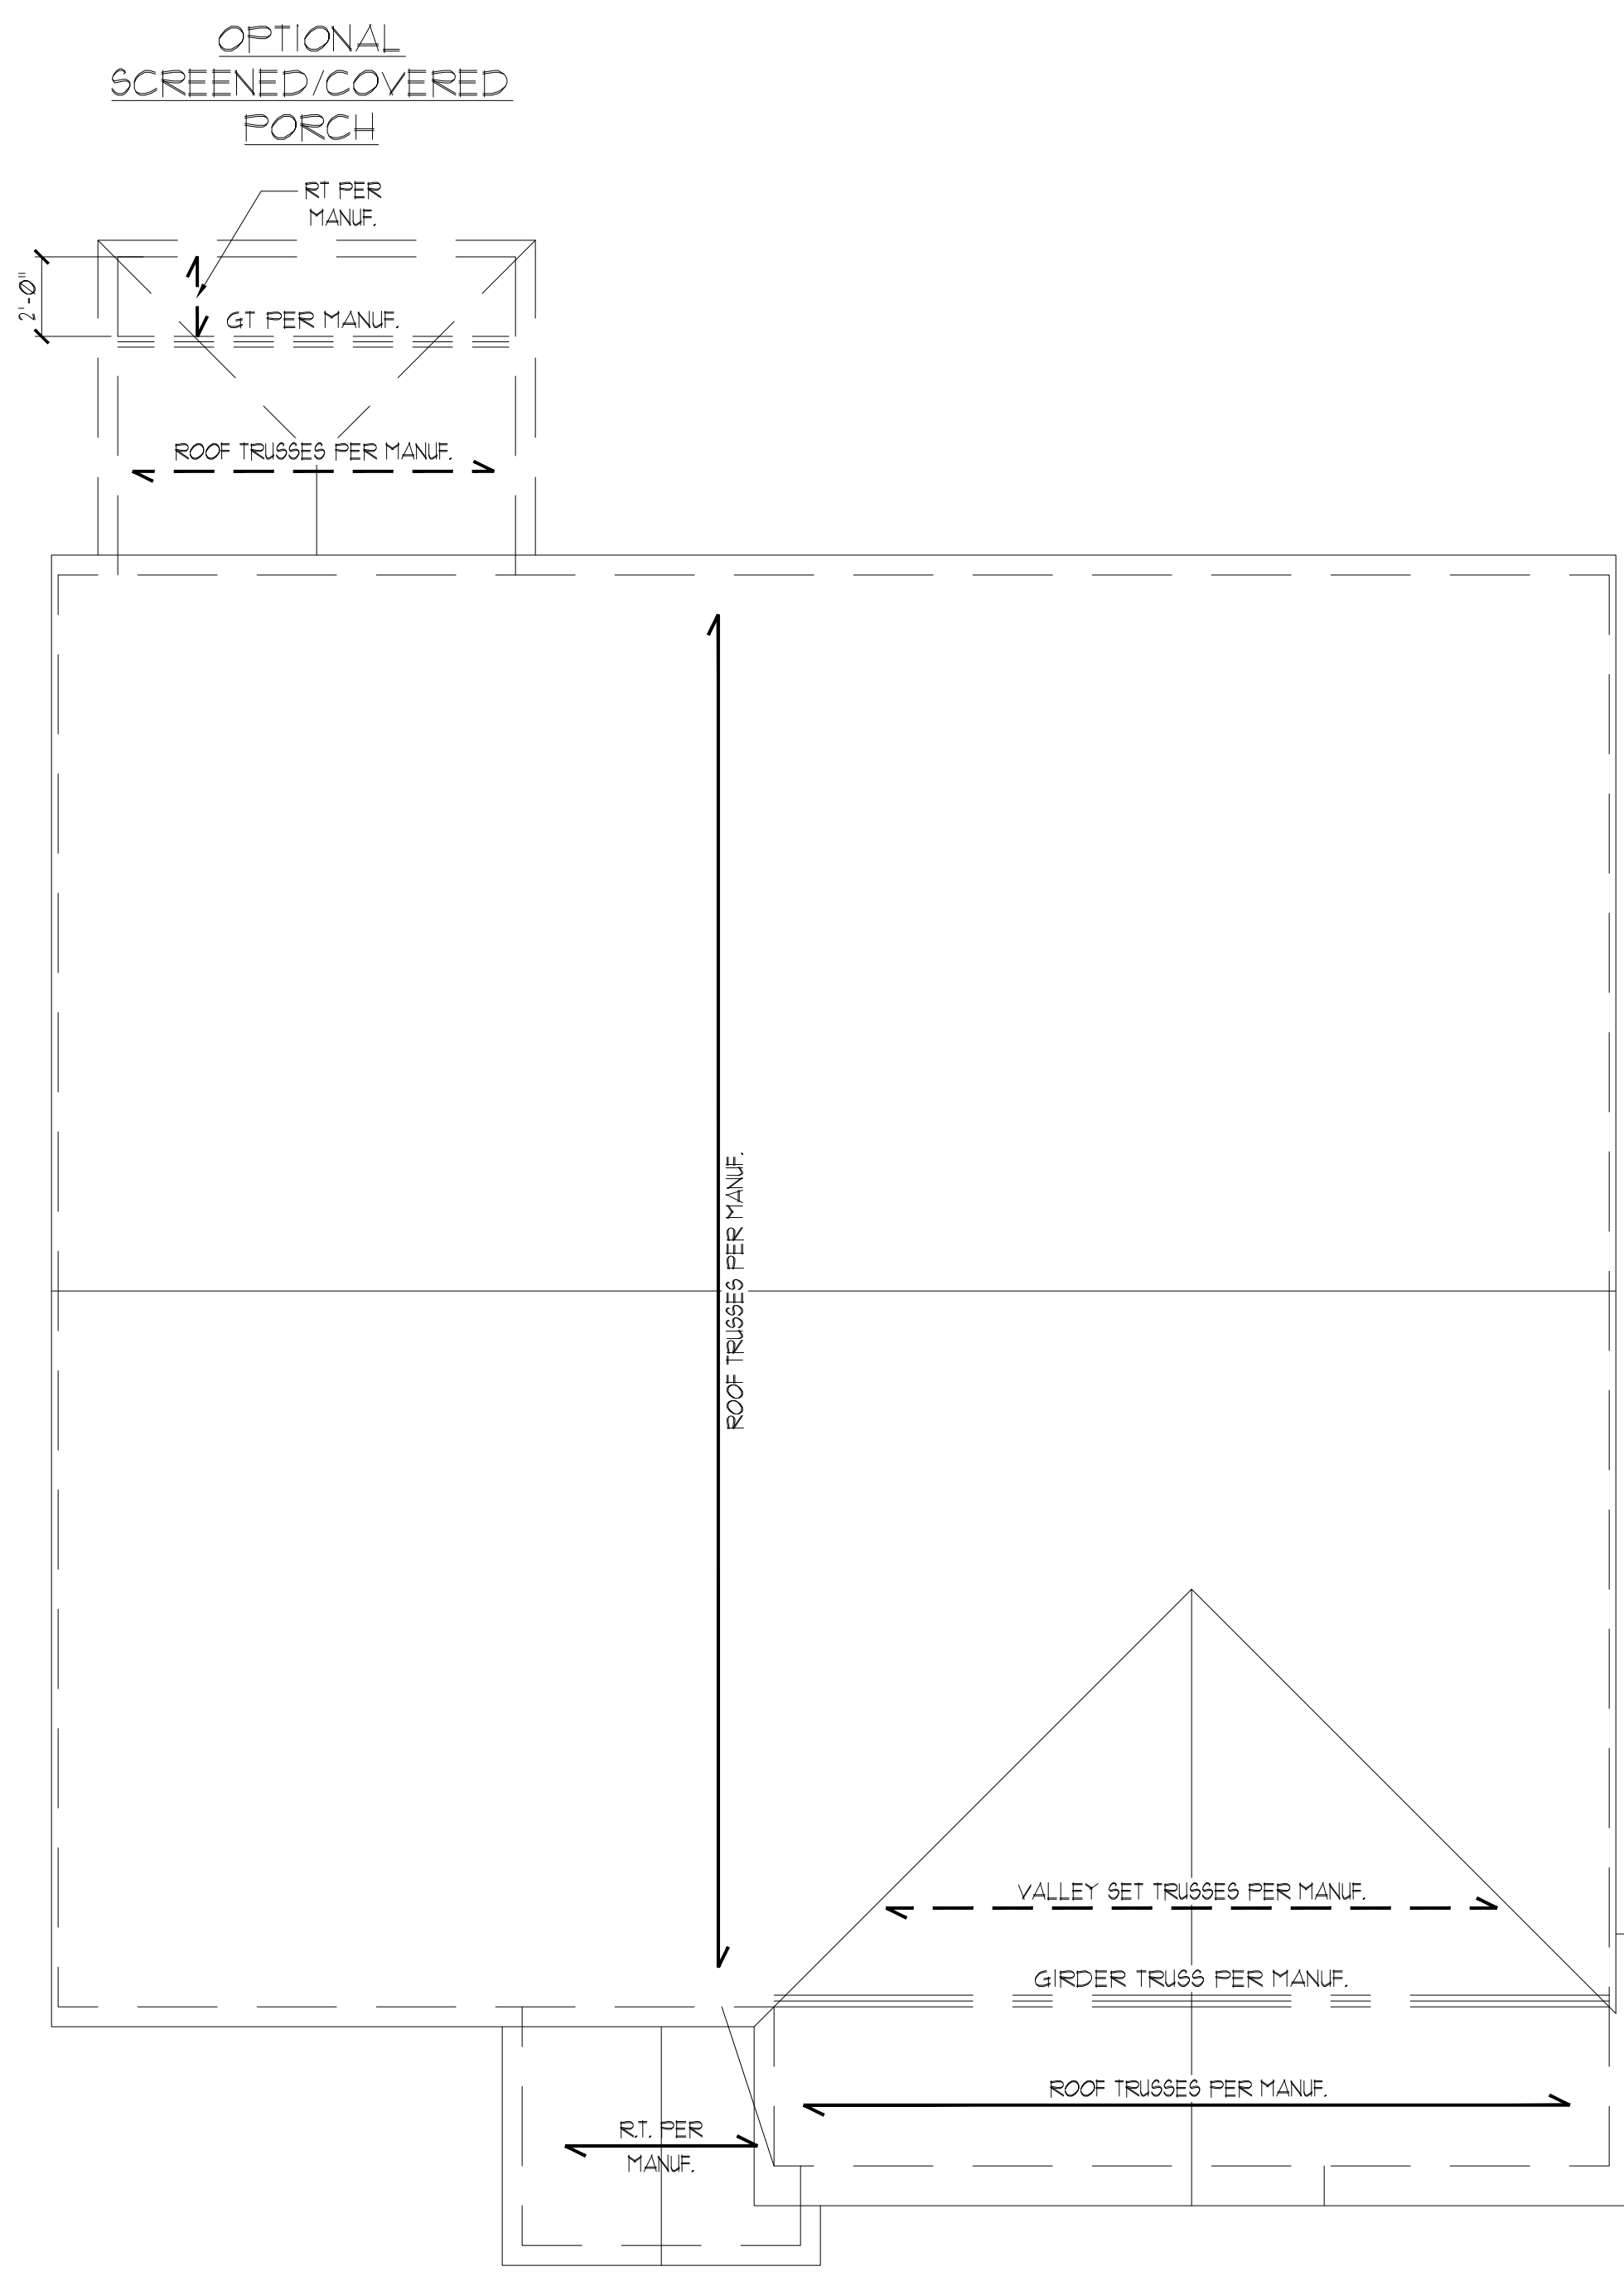 OPTIONAL
SCREENED/COVERED
PORCH
RT PER
MANUF.
2'-0"
GT PER MANUF.
ROOF TRUSSES PER MANUF.
ROOF TRUSSES PER MANUF.
VALLEY SET TRUSSES PER MANUF.
GIRDER TRUSS PER MANUF.
ROOF TRUSSES PER MANUF.
R.T. PER
MANUF.